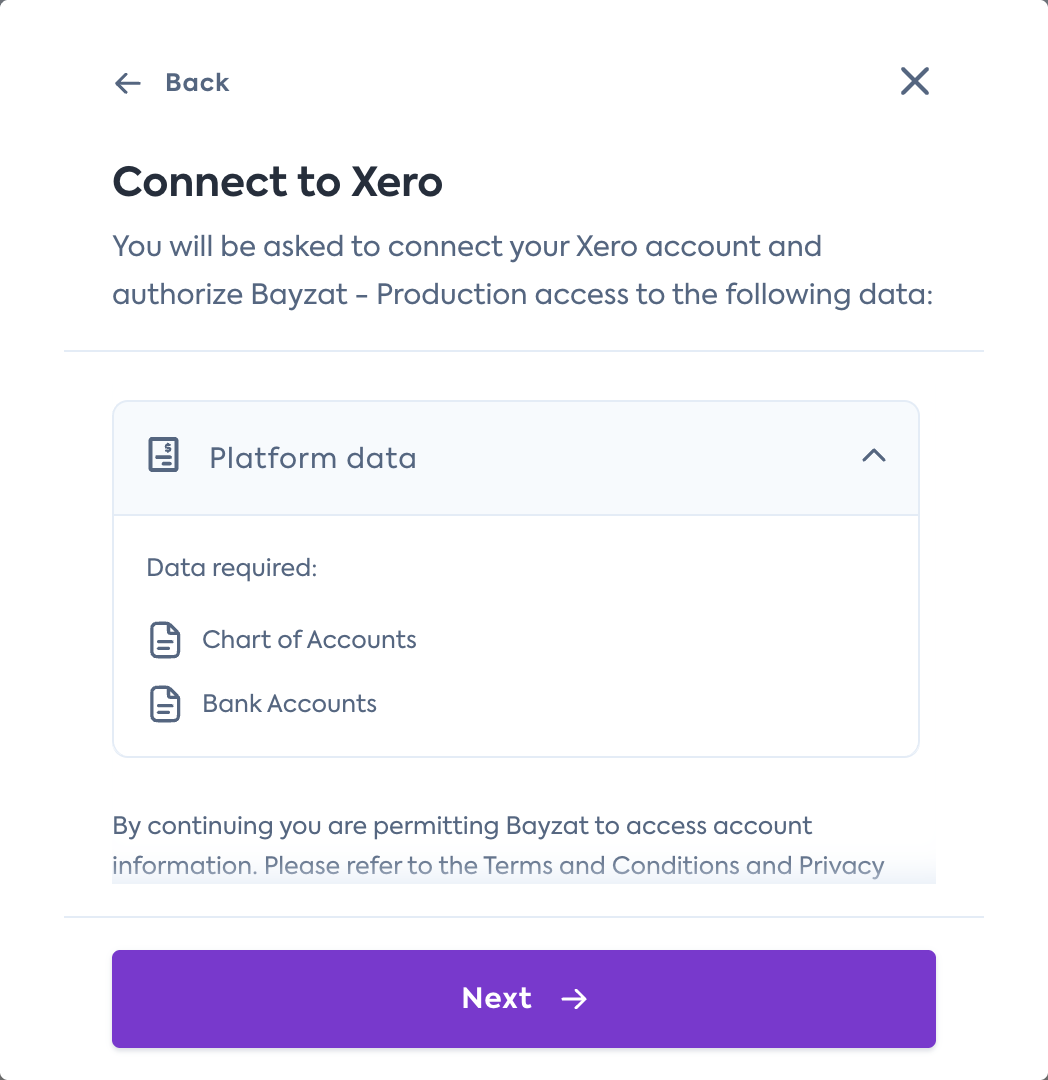 Back
Connect to Xero
You will be asked to connect your Xero account and
authorize Bayzat - Production access to the following data:
Platform data
Data required:
Chart of Accounts
Bank Accounts
By continuing you are permitting Bayzat to access account
information. Please refer to the Terms and Conditions and Privacy
Next